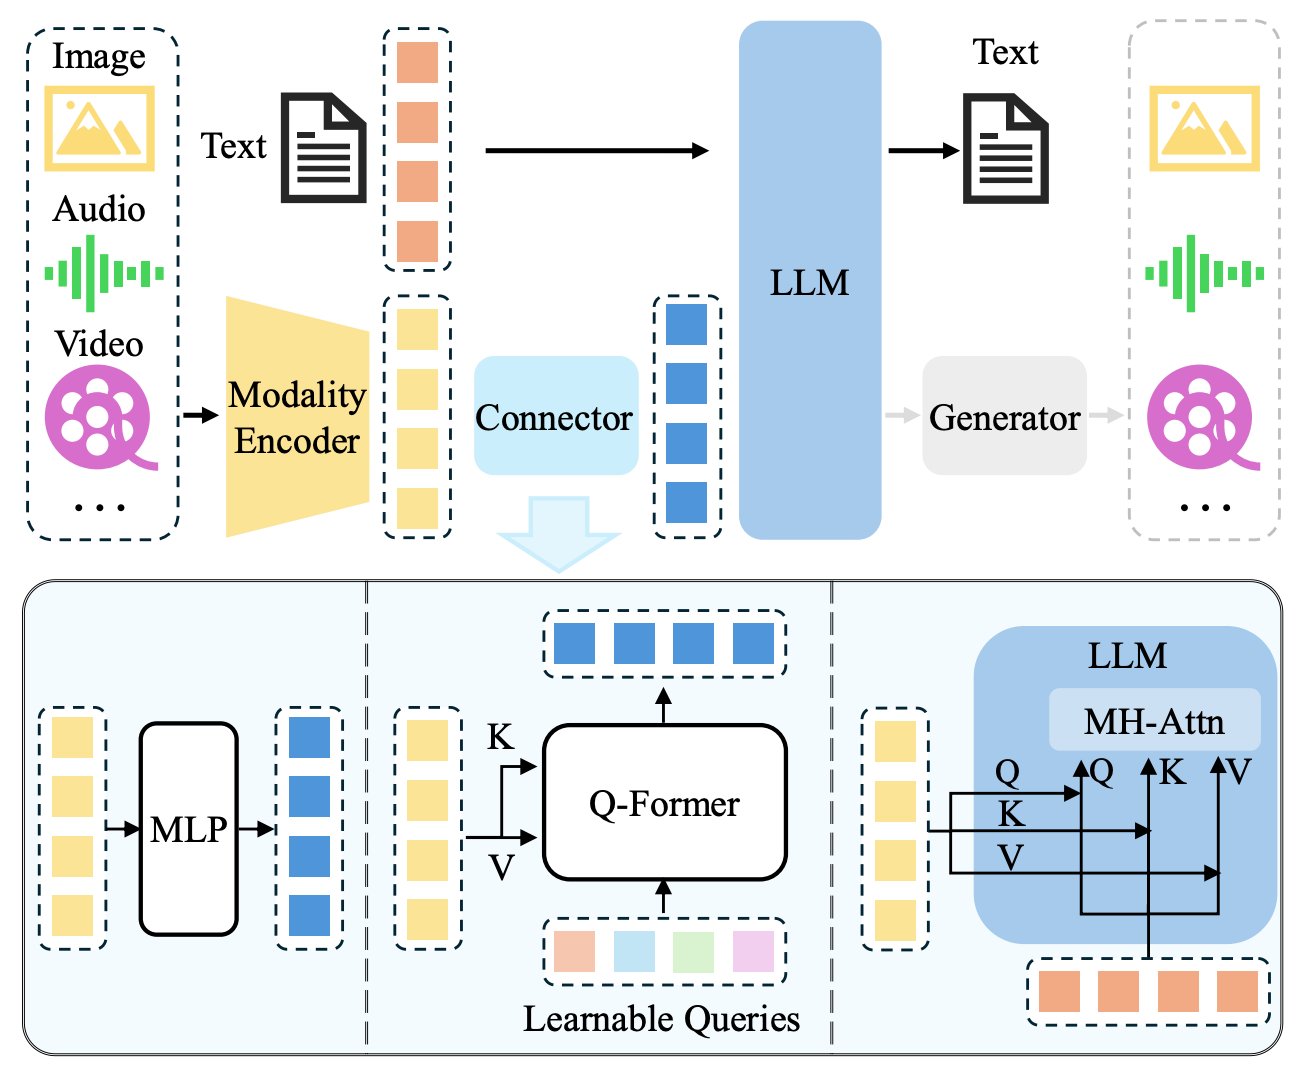 Image
Text
Audio
Video
...
Modality
Encoder
Connector
LLM
Text
Generator
...
MLP
K
V
Q-Former
Learnable Queries
LLM
MH-Attn
Q
K
V
Q
K
V